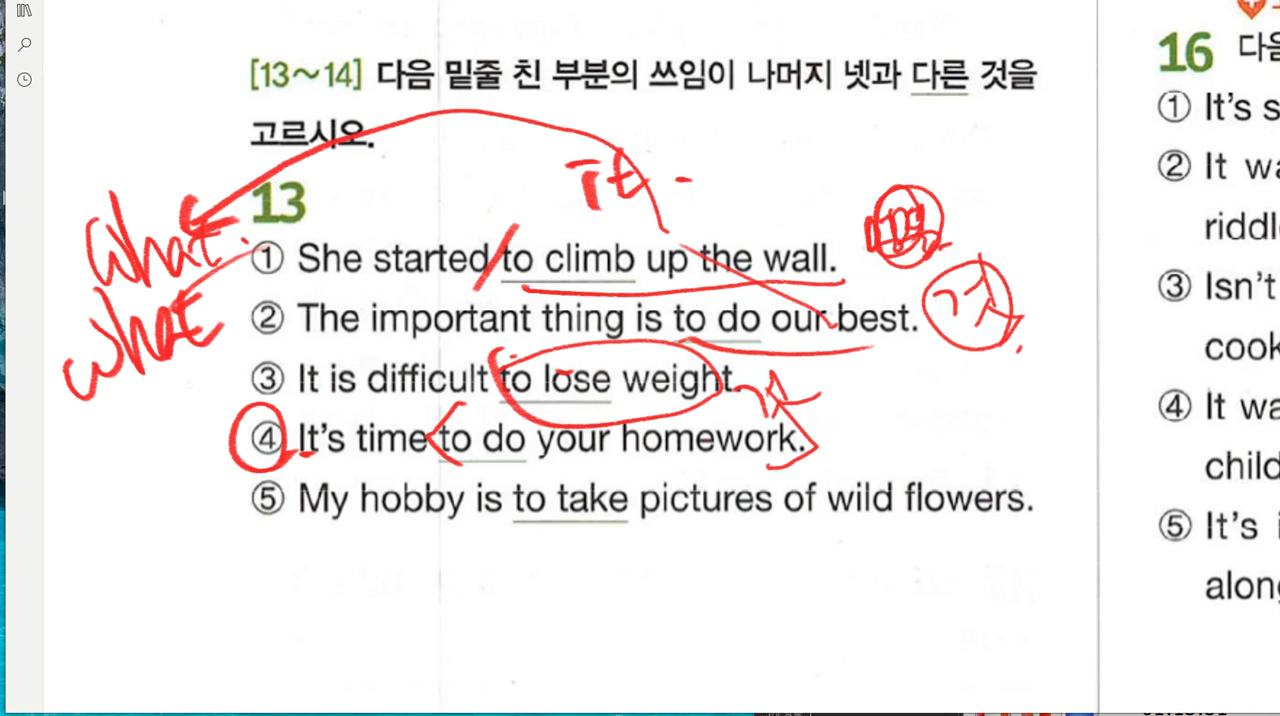 [13~14] 다음 밑줄 친 부분의 쓰임이 나머지 넷과 다른 것을
고르시오.
it
13
what
① She started to climb up the wall.
what
② The important thing is to do our best.
것
③ It is difficult to lose weight.
것
④ It's time to do your homework.
⑤ My hobby is to take pictures of wild flowers.
16 다음
① It's s
② It wa
riddl
③ Isn't
cook
④ It wa
child
⑤ It's i
along